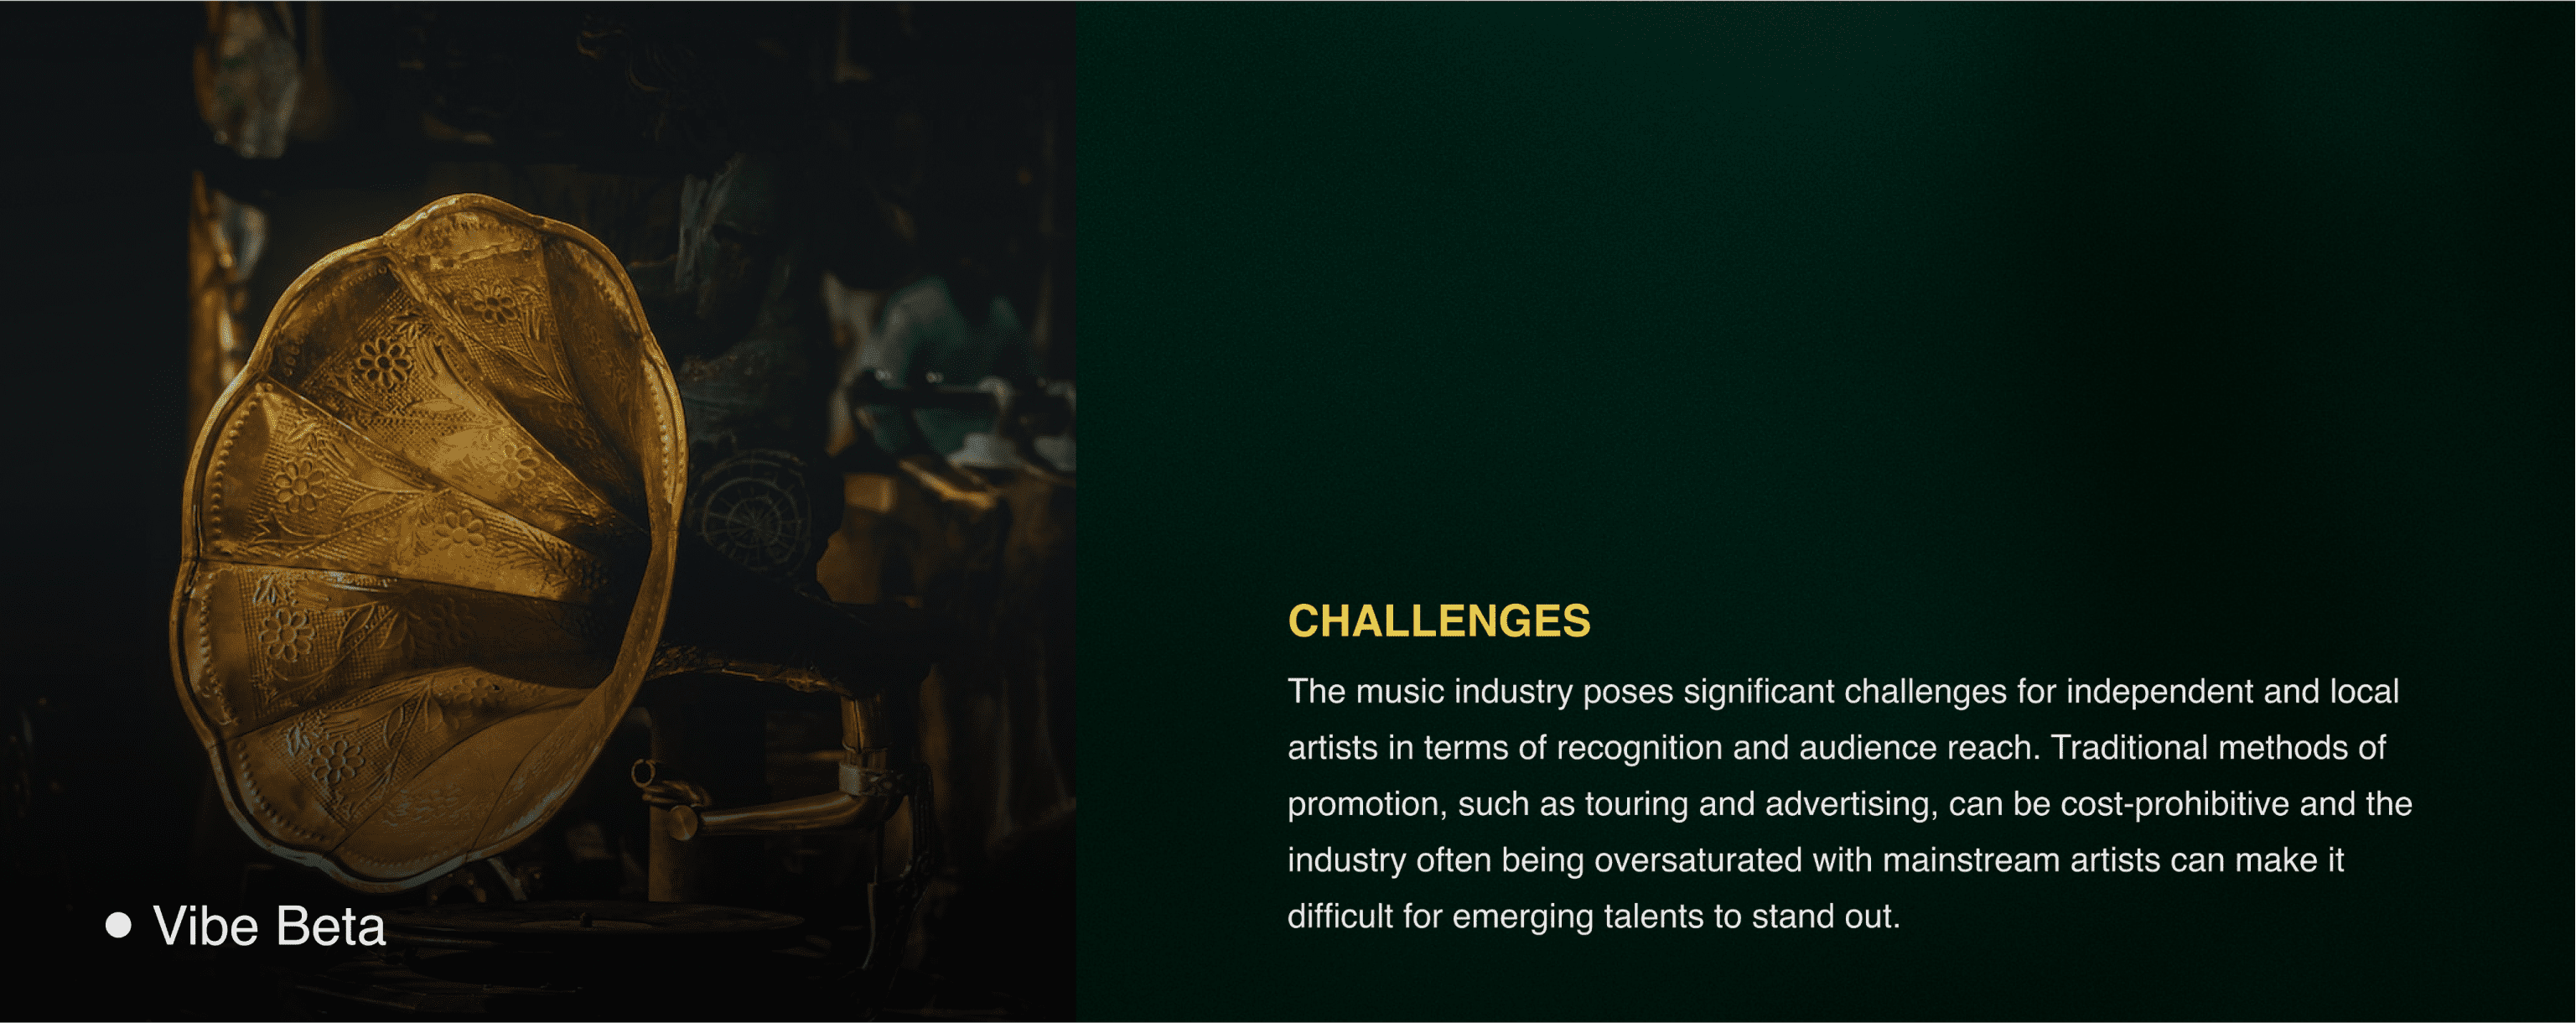 Vibe Beta
CHALLENGES
The music industry poses significant challenges for independent and local
artists in terms of recognition and audience reach. Traditional methods of
promotion, such as touring and advertising, can be cost-prohibitive and the
industry often being oversaturated with mainstream artists can make it
difficult for emerging talents to stand out.